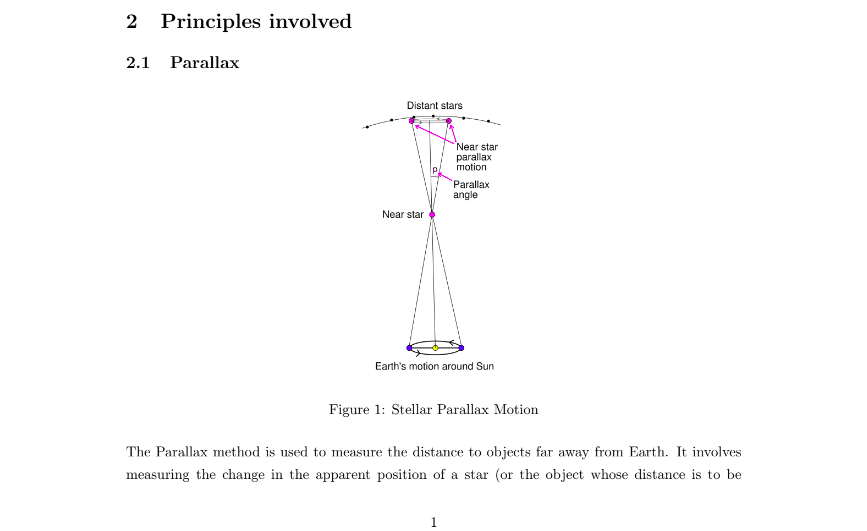 2 Principles involved
2.1 Parallax
Distant stars
Near star
parallax
motion
p
Parallax
angle
Near star
Earth's motion around Sun
Figure 1: Stellar Parallax Motion
The Parallax method is used to measure the distance to objects far away from Earth. It involves
measuring the change in the apparent position of a star (or the object whose distance is to be
1